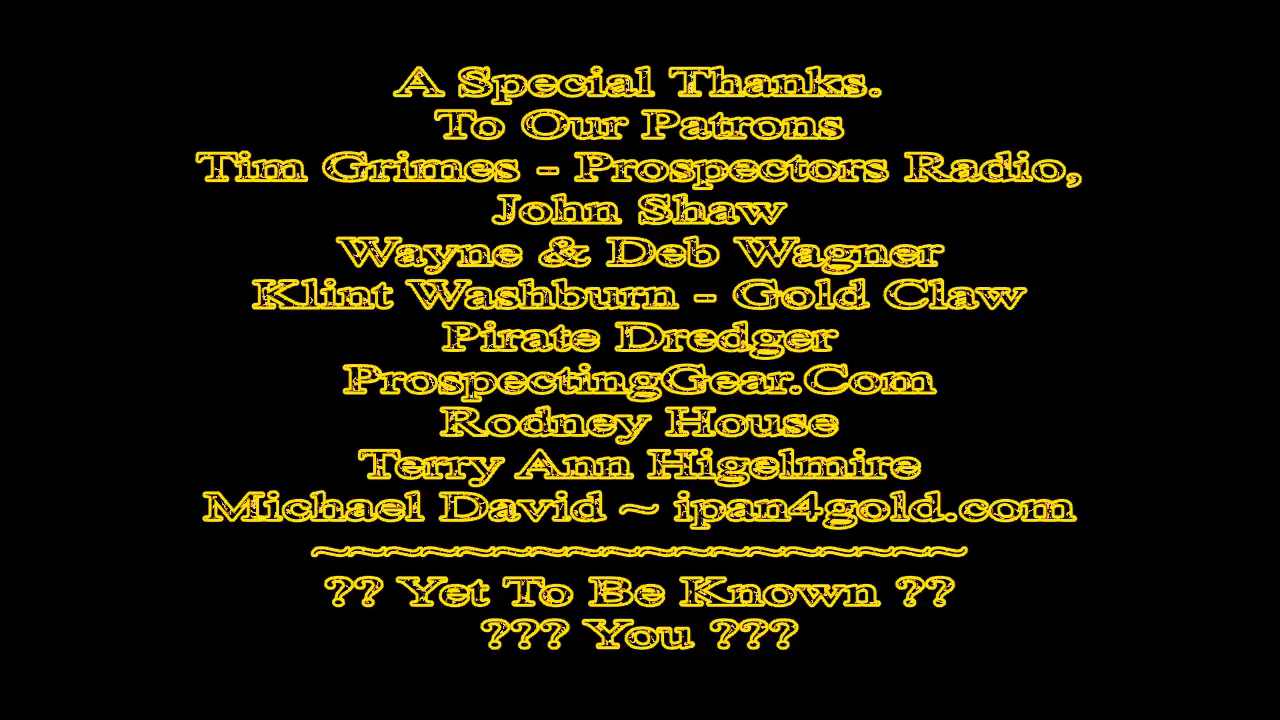 A Special Thanks.
To Our Patrons
Tim Grimes - Prospectors Radio,
John Shaw
Wayne & Deb Wagner
Klint Washburn - Gold Claw
Pirate Dredger
ProspectingGear.Com
Rodney House
Terry Ann Higelmire
Michael David ~ ipan4gold.com
~~~~~~~~~~~~~~~~~~~
?? Yet To Be Known ??
??? You ???